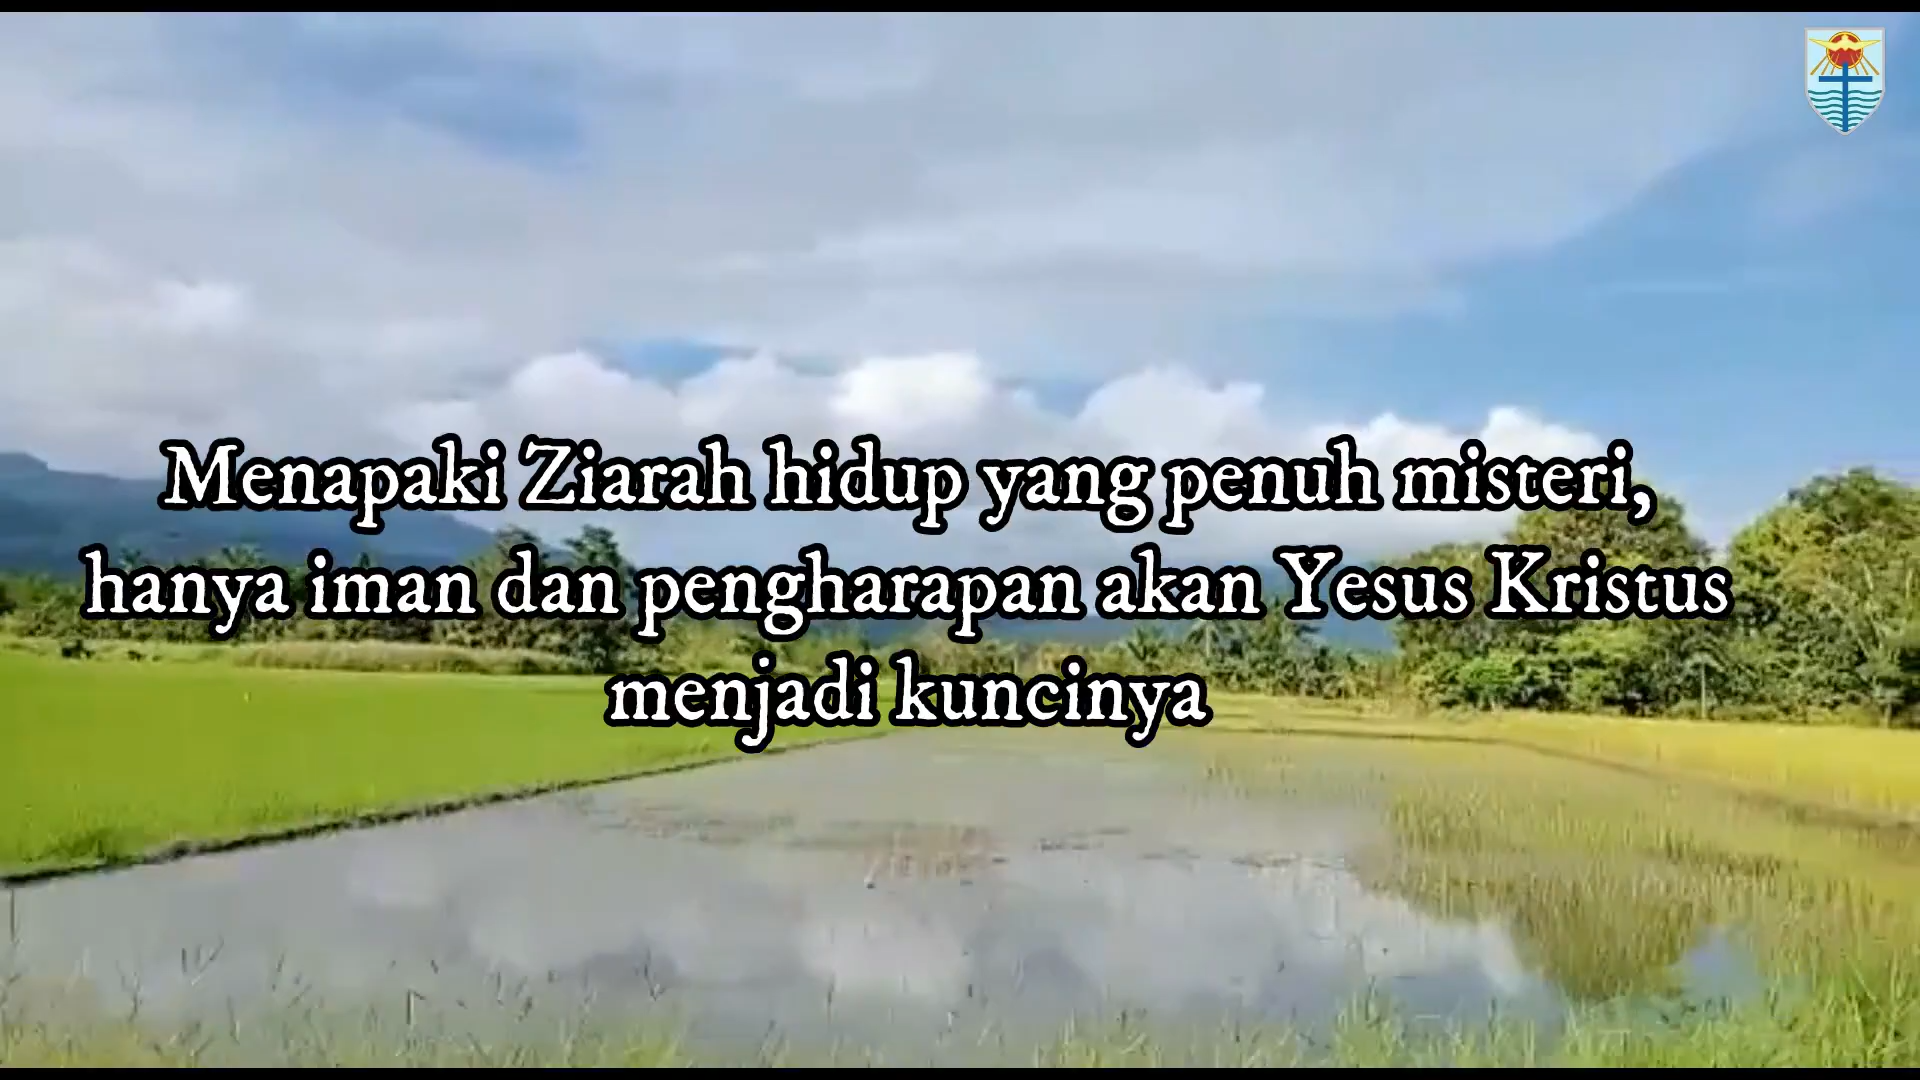 Menapaki Ziarah hidup yang penuh misteri,
hanya iman dan pengharapan akan Yesus Kristus
menjadi kuncinya